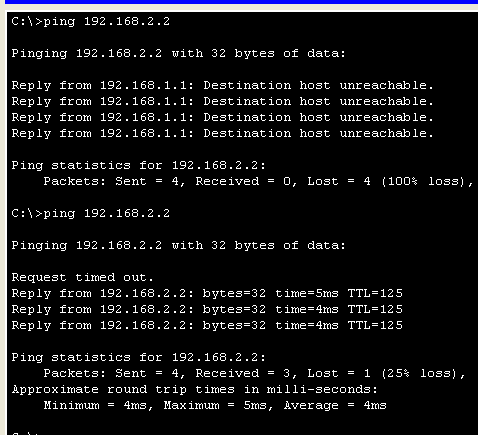 C:\>ping 192.168.2.2
Pinging 192.168.2.2 with 32 bytes of data:
Reply from 192.168.1.1: Destination host unreachable.
Reply from 192.168.1.1: Destination host unreachable.
Reply from 192.168.1.1: Destination host unreachable.
Reply from 192.168.1.1: Destination host unreachable.
Ping statistics for 192.168.2.2:
Packets: Sent = 4, Received = 0, Lost = 4 (100% loss),
C:\>ping 192.168.2.2
Pinging 192.168.2.2 with 32 bytes of data:
Request timed out.
Reply from 192.168.2.2: bytes=32 time=5ms TTL=125
Reply from 192.168.2.2: bytes=32 time=4ms TTL=125
Reply from 192.168.2.2: bytes=32 time=4ms TTL=125
Ping statistics for 192.168.2.2:
Packets: Sent = 4, Received = 3, Lost = 1 (25% loss),
Approximate round trip times in milli-seconds:
Minimum = 4ms, Maximum = 5ms, Average = 4ms